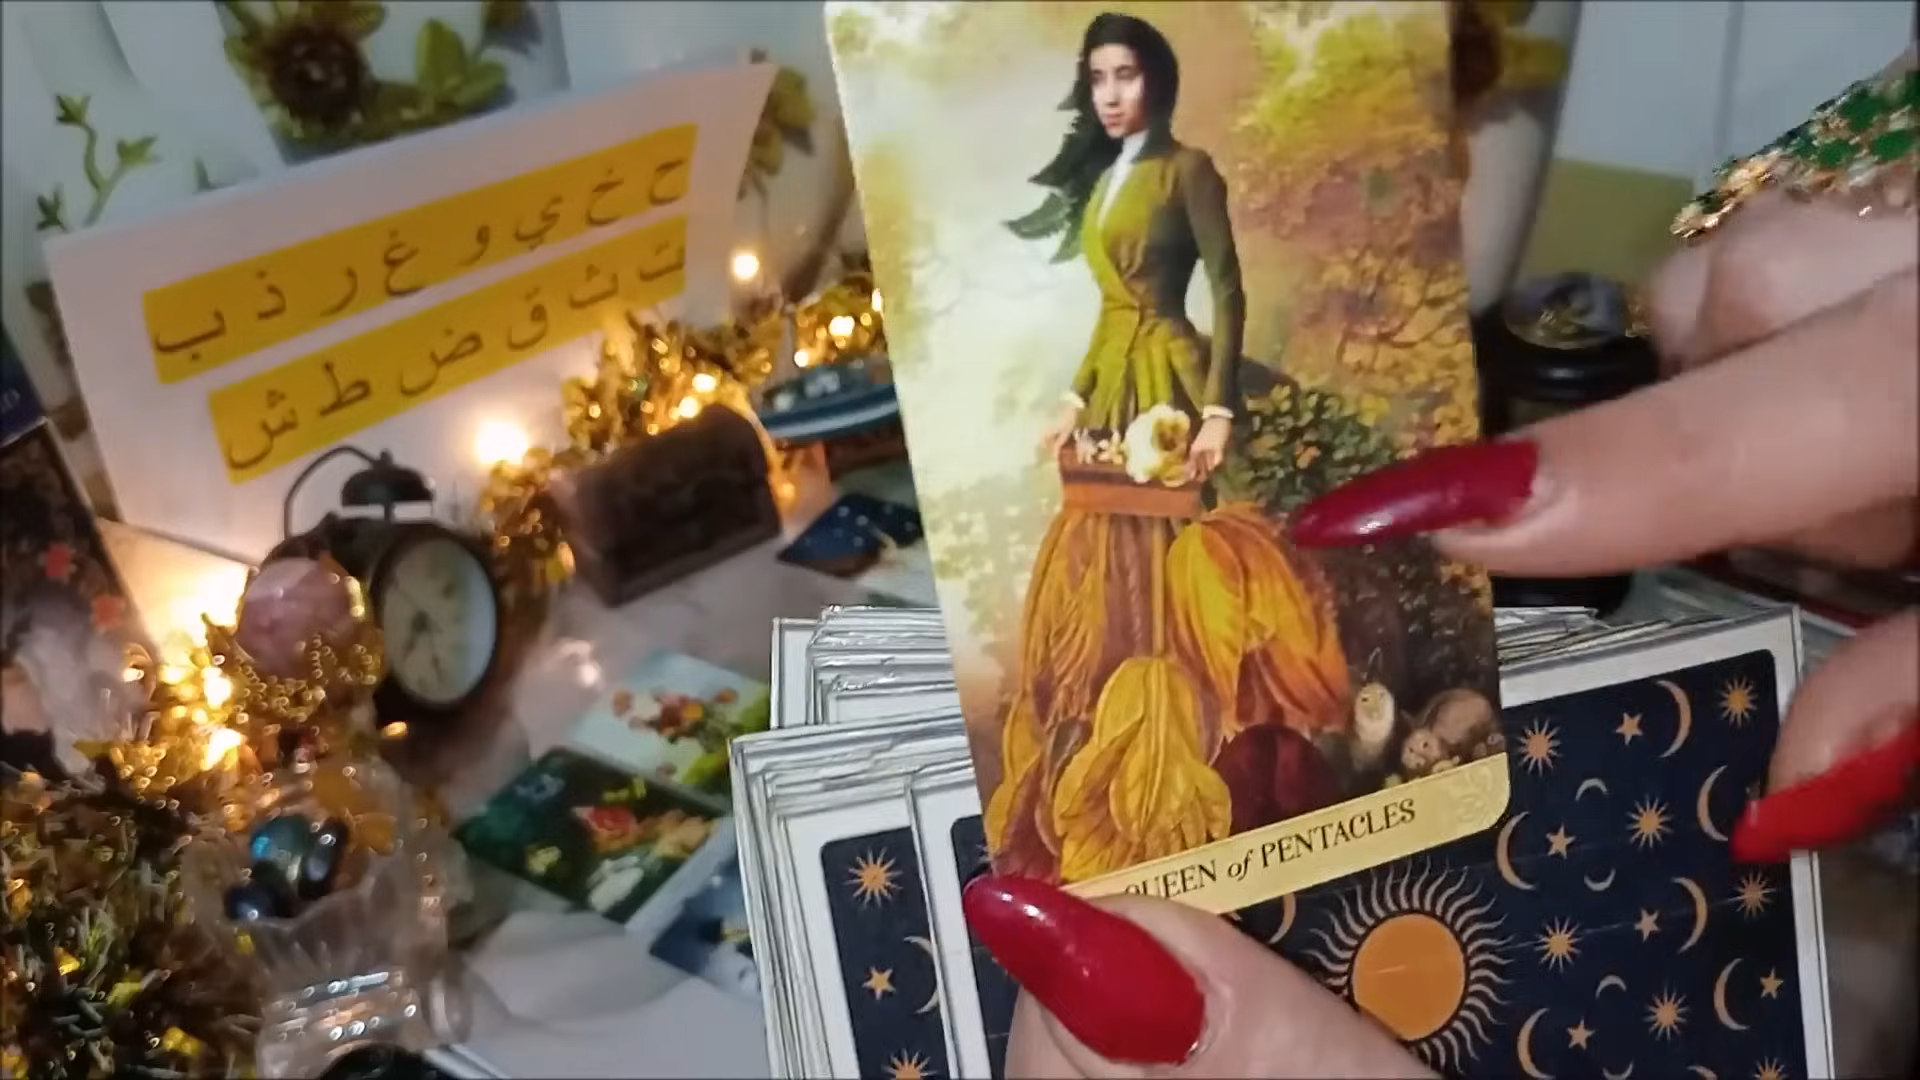 ح خ ي و غ ر ذ ب
ت ث ق ض ط ش
QUEEN of PENTACLES